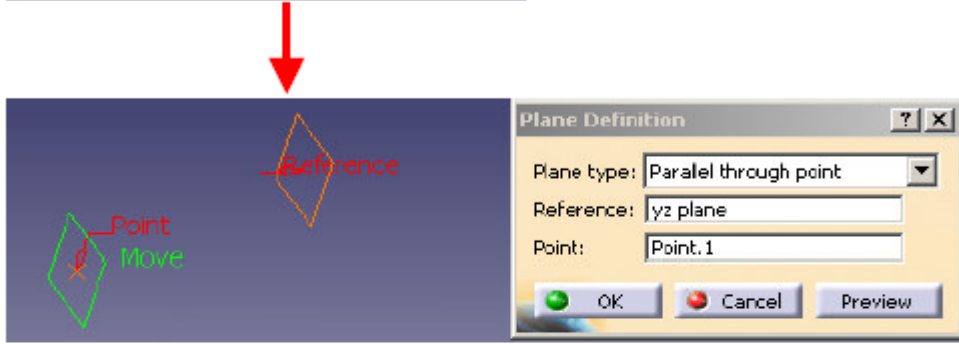 Reference
Point
Move
Plane Definition
?
X
Plane type: Parallel through point
Reference: yz plane
Point: Point.1
OK Cancel Preview